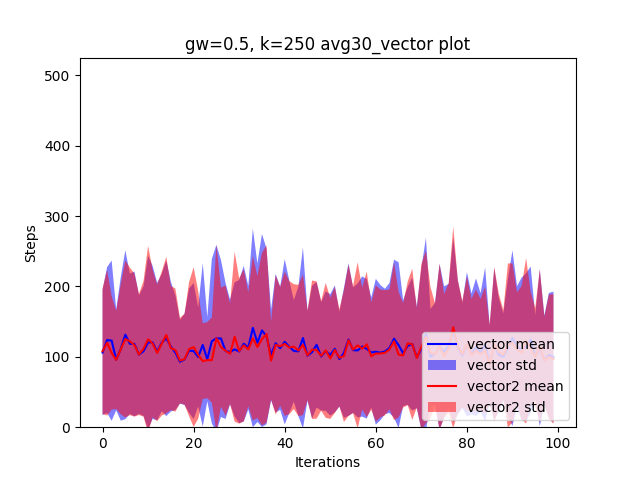 gw=0.5, k=250 avg30_vector plot
500
400
300
200
100
0
Steps
vector mean
vector std
vector2 mean
vector2 std
0 20 40 60 80 100
Iterations